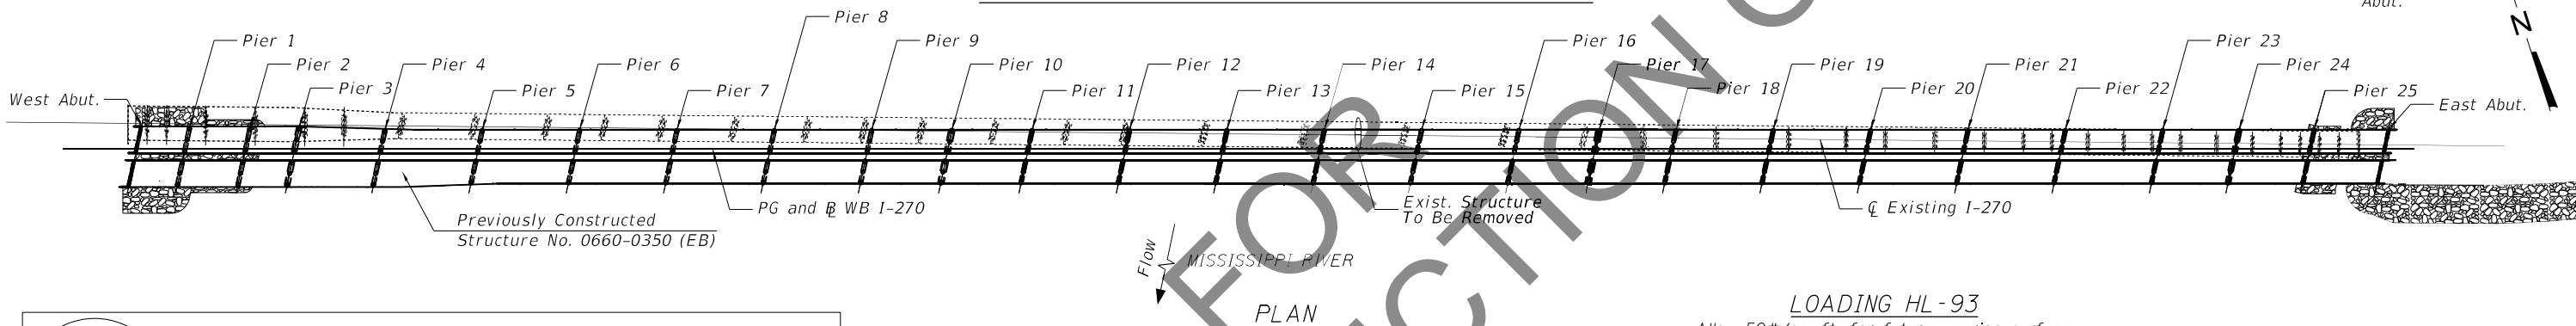 Abut.
N
Pier 8
Pier 1
Pier 9
Pier 16
Pier 23
Pier 2
Pier 4
Pier 6
Pier 10
Pier 12
Pier 14
Pier 17
Pier 19
Pier 21
Pier 24
Pier 3
Pier 5
Pier 7
Pier 11
Pier 13
Pier 15
Pier 18
Pier 20
Pier 22
Pier 25
West Abut.
East Abut.
PG and ⅊ WB I-270
Exist. Structure
To Be Removed
℄ Existing I-270
Previously Constructed
Structure No. 0660-0350 (EB)
Flow
MISSISSIPPI RIVER
PLAN
LOADING HL-93
FOR